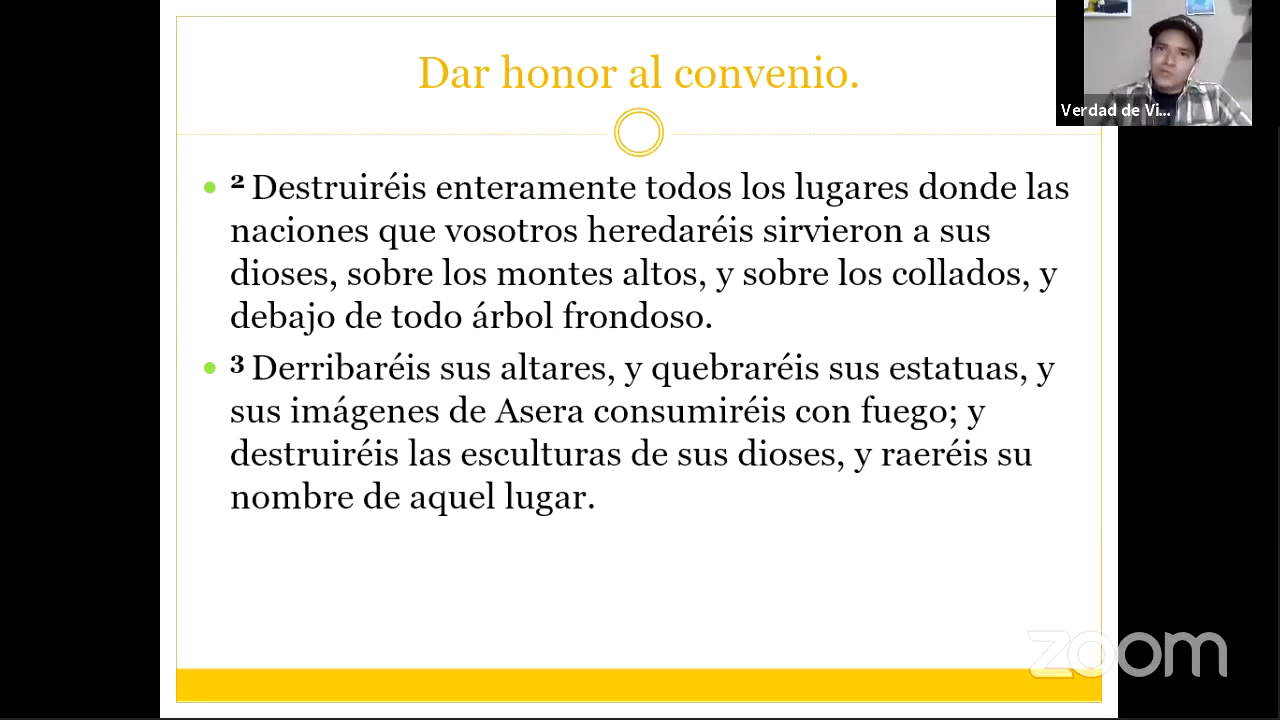 Dar honor al convenio.
Verdad de Vi...
² Destruiréis enteramente todos los lugares donde las
naciones que vosotros heredaréis sirvieron a sus
dioses, sobre los montes altos, y sobre los collados, y
debajo de todo árbol frondoso.
³ Derribaréis sus altares, y quebraréis sus estatuas, y
sus imágenes de Asera consumiréis con fuego; y
destruiréis las esculturas de sus dioses, y raeréis su
nombre de aquel lugar.
zoom